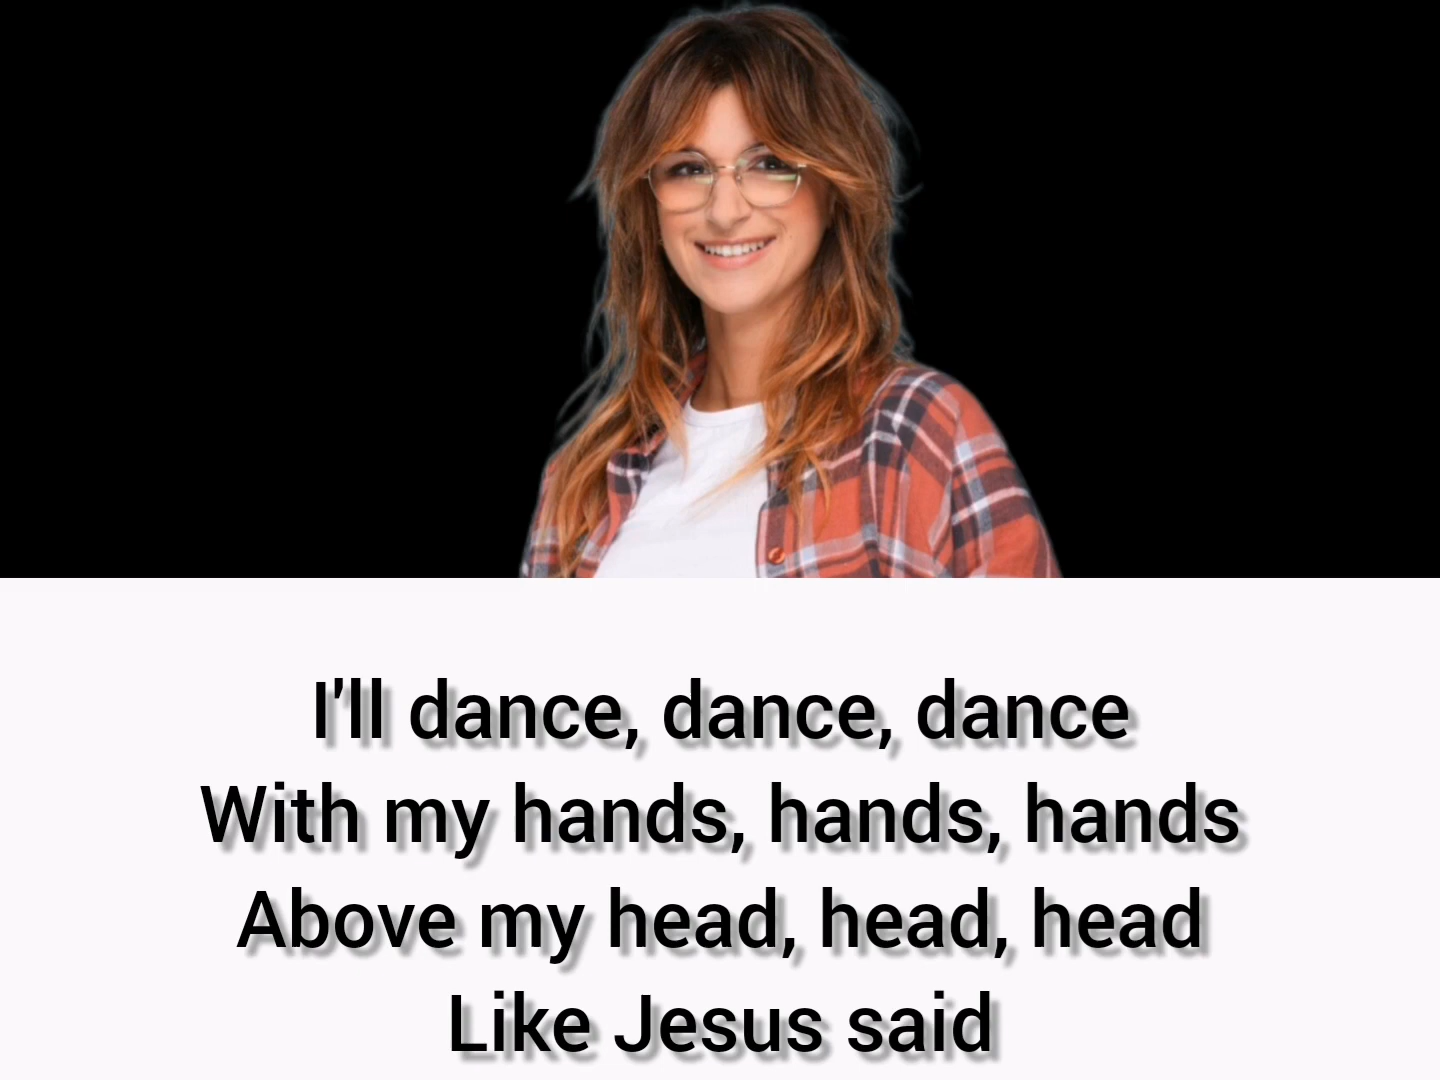 I'll dance, dance, dance
With my hands, hands, hands
Above my head, head, head
Like Jesus said